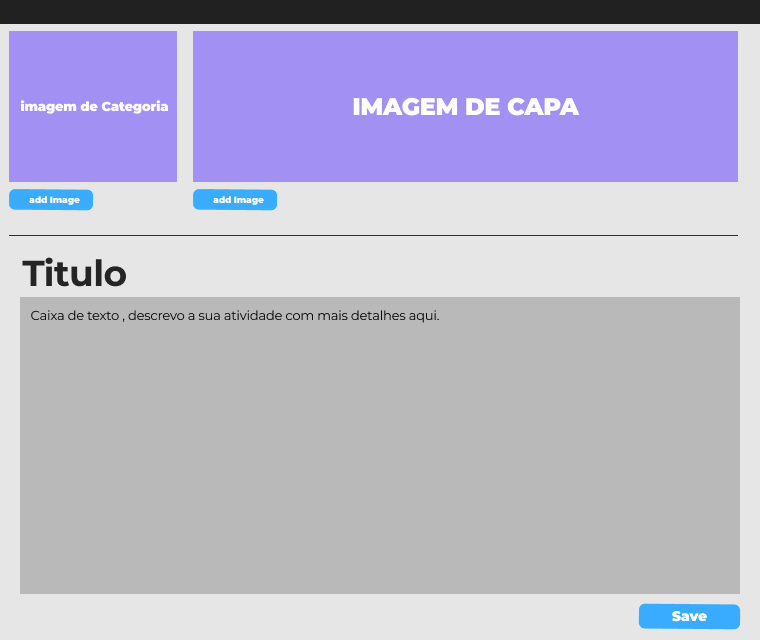 imagem de Categoria
IMAGEM DE CAPA
add Image
add Image
Titulo
Caixa de texto , descrevo a sua atividade com mais detalhes aqui.
Save